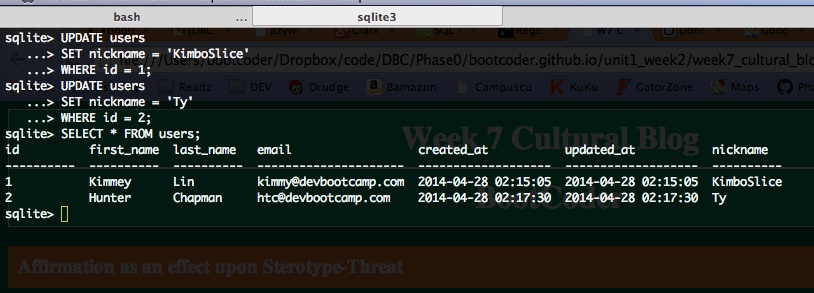 bash ... sqlite3
sqlite> UPDATE users
...> SET nickname = 'KimboSlice'
...> WHERE id = 1;
sqlite> UPDATE users
...> SET nickname = 'Ty'
...> WHERE id = 2;
sqlite> SELECT * FROM users;
id first_name last_name email created_at updated_at nickname
---------- ---------- ---------- -------------------- ------------------- ------------------- ----------
1 Kimmey Lin kimmy@devbootcamp.com 2014-04-28 02:15:05 2014-04-28 02:15:05 KimboSlice
2 Hunter Chapman htc@devbootcamp.com 2014-04-28 02:17:30 2014-04-28 02:17:30 Ty
sqlite>
///Users/bootcoder/Dropbox/code/DBC/Phase0/bootcoder.github.io/unit1_week2/week7_cultural_blo
Readz DEV Drudge Bamazon Campuscu KuKu GatorZone Maps
Week 7 Cultural Blog
BootCoder
Affirmation as an effect upon Sterotype-Threat